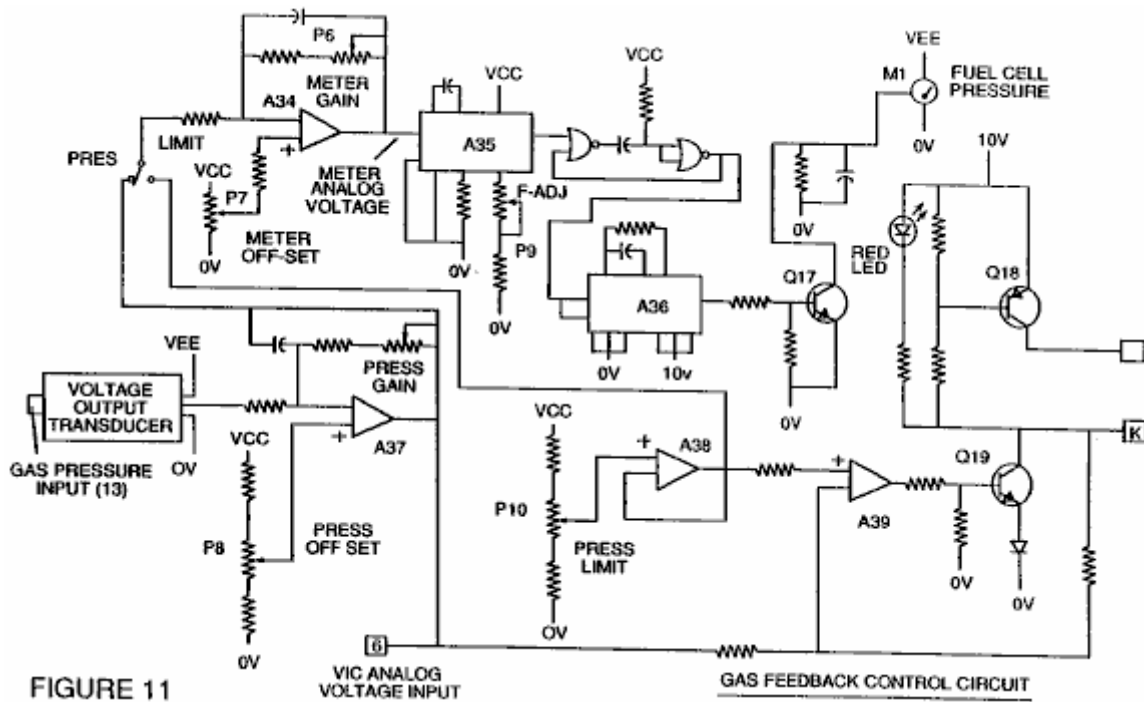 P6
METER
GAIN
A34
LIMIT
PRES
VCC
P7
METER
OFF-SET
0V
+
METER
ANALOG
VOLTAGE
VCC
A35
F-ADJ
P9
0V
0V
VCC
A36
0V
10v
Q17
0V
0V
VEE
M1
FUEL CELL
PRESSURE
0V
10V
RED
LED
Q18
VEE
VOLTAGE
OUTPUT
TRANSDUCER
OV
GAS PRESSURE
INPUT (13)
PRESS
GAIN
+
A37
VCC
P8
PRESS
OFF SET
0V
VCC
P10
PRESS
LIMIT
OV
+
A38
+
A39
Q19
0V
0V
K
6
VIC ANALOG
VOLTAGE INPUT
FIGURE 11
GAS FEEDBACK CONTROL CIRCUIT